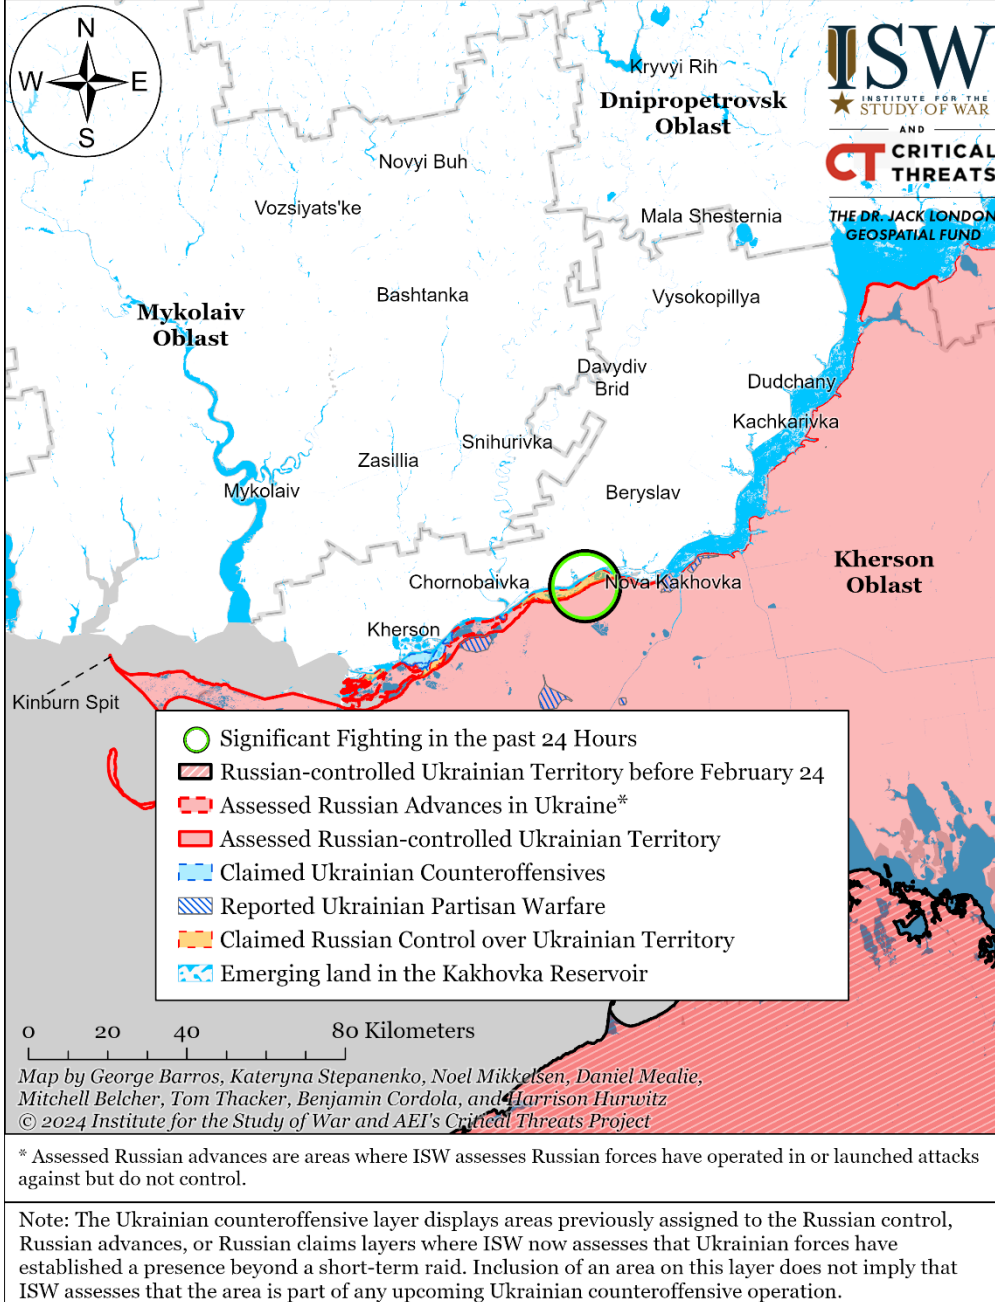 N
W
E
S
ISW
INSTITUTE FOR THE
STUDY OF WAR
AND
CT CRITICAL
THREATS
THE DR. JACK LONDON
GEOSPATIAL FUND
Kryvyi Rih
Dnipropetrovsk
Oblast
Novyi Buh
Vozsiyats'ke
Mala Shesternia
Bashtanka
Vysokopillya
Mykolaiv
Oblast
Davydiv
Brid
Dudchany
Kachkarivka
Snihurivka
Zasillia
Mykolaiv
Beryslav
Kherson
Oblast
Chornobaivka
Nova Kakhovka
Kherson
Kinburn Spit
Significant Fighting in the past 24 Hours
Russian-controlled Ukrainian Territory before February 24
Assessed Russian Advances in Ukraine*
Assessed Russian-controlled Ukrainian Territory
Claimed Ukrainian Counteroffensives
Reported Ukrainian Partisan Warfare
Claimed Russian Control over Ukrainian Territory
Emerging land in the Kakhovka Reservoir
0 20 40 80 Kilometers
Map by George Barros, Kateryna Stepanenko, Noel Mikkelsen, Daniel Mealie,
Mitchell Belcher, Tom Thacker, Benjamin Cordola, and Harrison Hurwitz
© 2024 Institute for the Study of War and AEI's Critical Threats Project
* Assessed Russian advances are areas where ISW assesses Russian forces have operated in or launched attacks
against but do not control.
Note: The Ukrainian counteroffensive layer displays areas previously assigned to the Russian control,
Russian advances, or Russian claims layers where ISW now assesses that Ukrainian forces have
established a presence beyond a short-term raid. Inclusion of an area on this layer does not imply that
ISW assesses that the area is part of any upcoming Ukrainian counteroffensive operation.